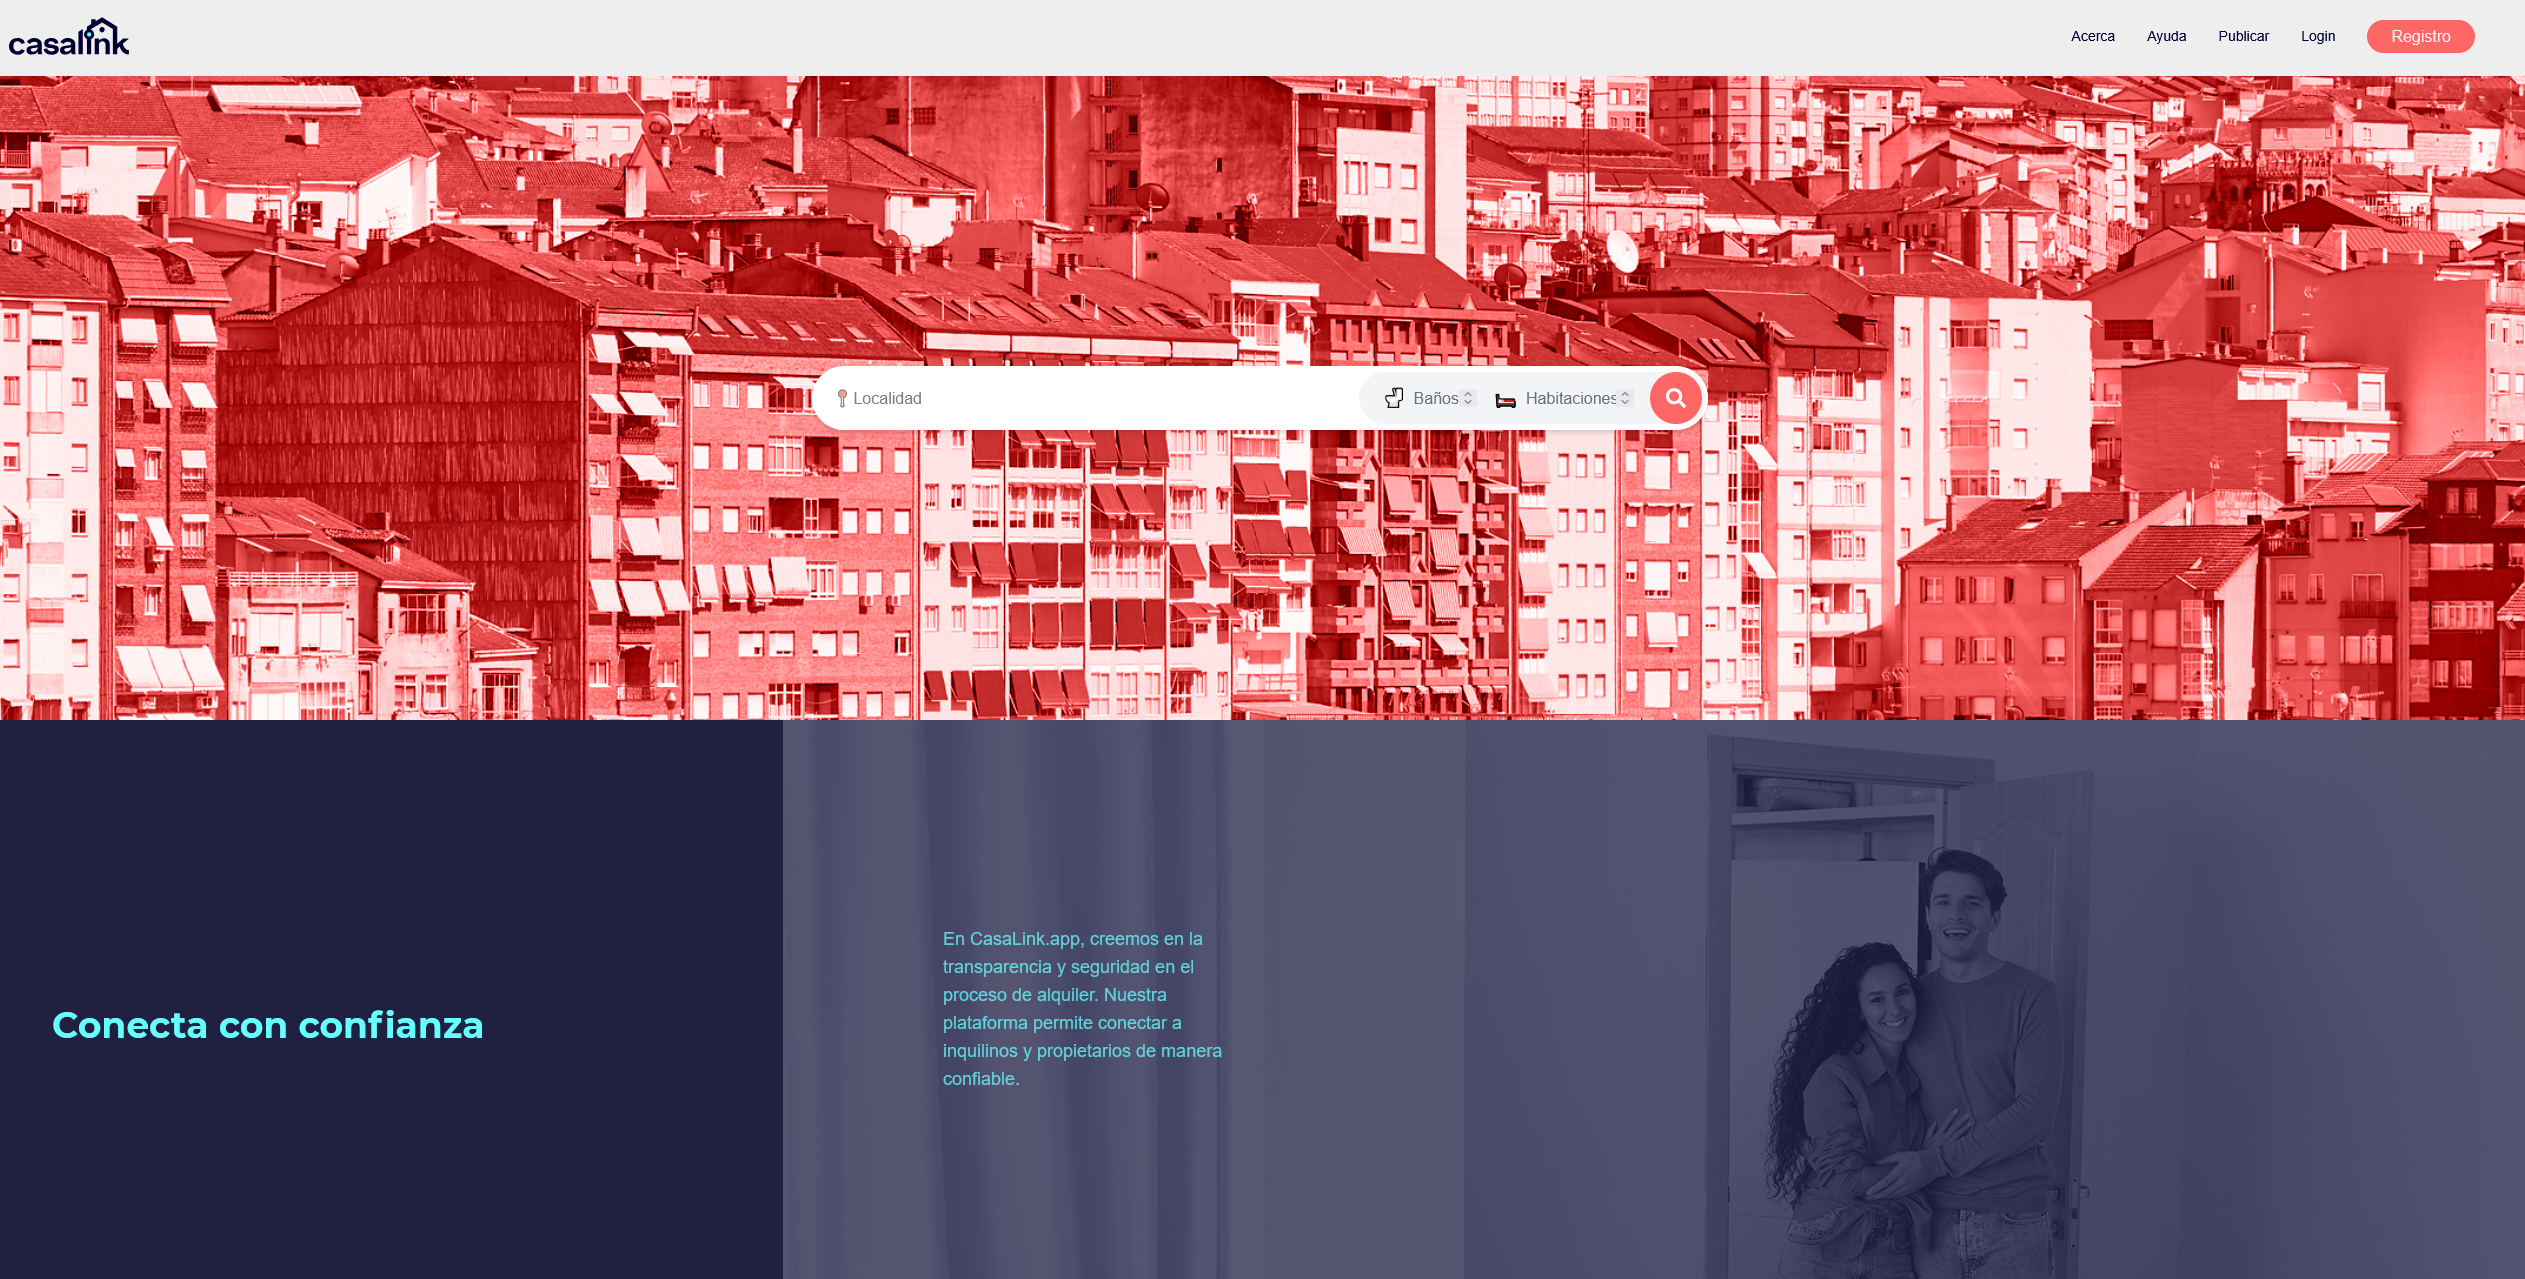 casalink
Acerca Ayuda Publicar Login Registro
Localidad Baños Habitaciones
Conecta con confianza
En CasaLink.app, creemos en la
transparencia y seguridad en el
proceso de alquiler. Nuestra
plataforma permite conectar a
inquilinos y propietarios de manera
confiable.